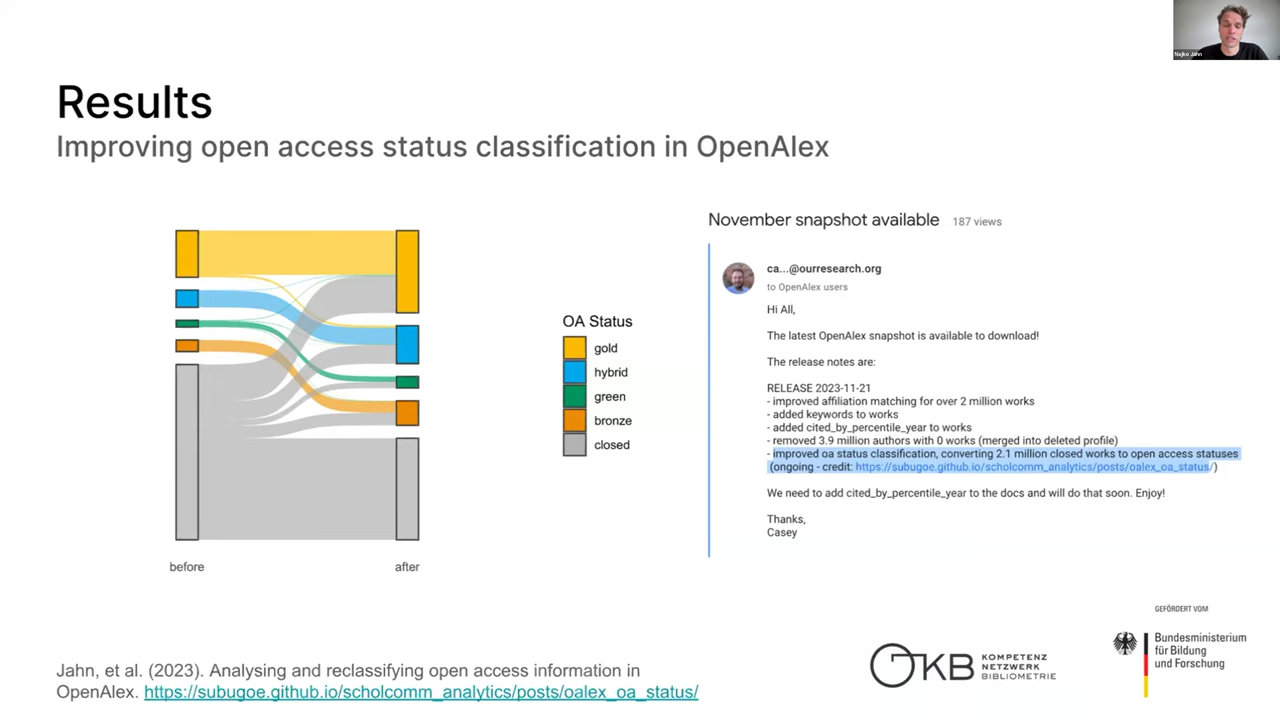 Najko Jahn
Results
Improving open access status classification in OpenAlex
before
after
OA Status
gold
hybrid
green
bronze
closed
November snapshot available 187 views
ca...@ourresearch.org
to OpenAlex users
Hi All,
The latest OpenAlex snapshot is available to download!
The release notes are:
RELEASE 2023-11-21
- improved affiliation matching for over 2 million works
- added keywords to works
- added cited_by_percentile_year to works
- removed 3.9 million authors with 0 works (merged into deleted profile)
- improved oa status classification, converting 2.1 million closed works to open access statuses
(ongoing - credit: https://subugoe.github.io/scholcomm_analytics/posts/oalex_oa_status/)
We need to add cited_by_percentile_year to the docs and will do that soon. Enjoy!
Thanks,
Casey
Jahn, et al. (2023). Analysing and reclassifying open access information in
OpenAlex. https://subugoe.github.io/scholcomm_analytics/posts/oalex_oa_status/
KB KOMPETENZ
NETZWERK
BIBLIOMETRIE
GEFÖRDERT VOM
Bundesministerium
für Bildung
und Forschung